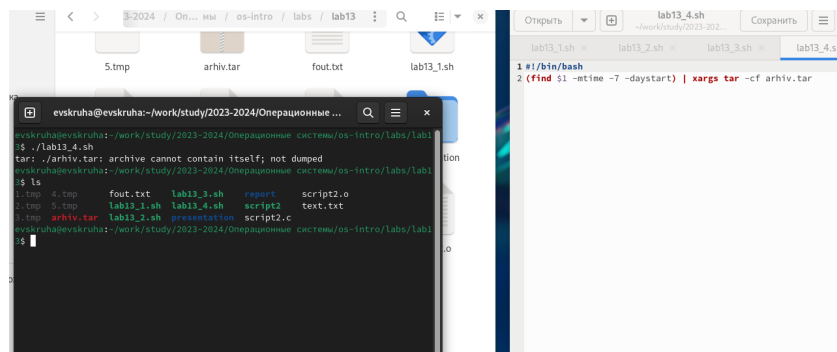 3-2024 / Оп... мы / os-intro / labs / lab13
5.tmp arhiv.tar fout.txt lab13_1.sh
evskruha@evskruha:~/work/study/2023-2024/Операционные ...
evskruha@evskruha:~/work/study/2023-2024/Операционные системы/os-intro/labs/lab1
3$ ./lab13_4.sh
tar: ./arhiv.tar: archive cannot contain itself; not dumped
evskruha@evskruha:~/work/study/2023-2024/Операционные системы/os-intro/labs/lab1
3$ ls
1.tmp 4.tmp fout.txt lab13_3.sh report script2.o
2.tmp 5.tmp lab13_1.sh lab13_4.sh script2 text.txt
3.tmp arhiv.tar lab13_2.sh presentation script2.c
evskruha@evskruha:~/work/study/2023-2024/Операционные системы/os-intro/labs/lab1
3$
tion
.o
Открыть lab13_4.sh Сохранить
~/work/study/2023-202...
lab13_1.sh × lab13_2.sh × lab13_3.sh × lab13_4.s
1 #!/bin/bash
2 (find $1 -mtime -7 -daystart) | xargs tar -cf arhiv.tar